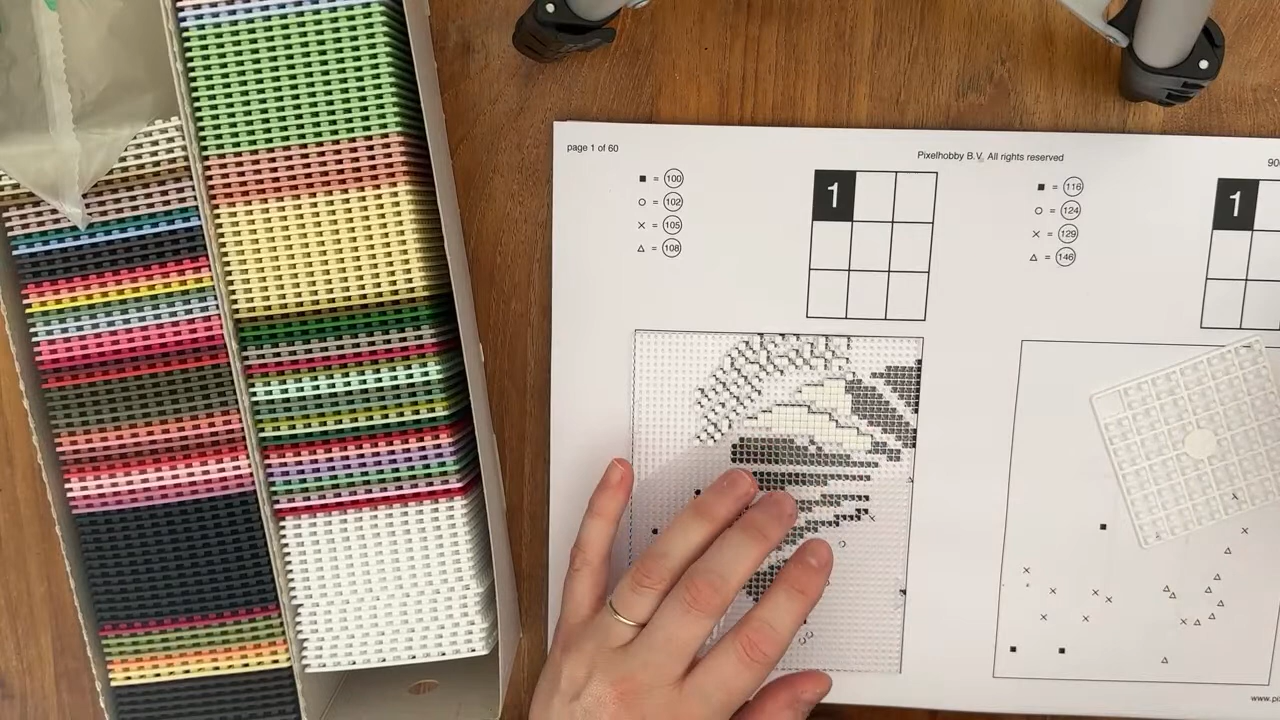 page 1 of 60
Pixelhobby B.V. All rights reserved
■ = 100
○ = 102
× = 105
△ = 108
1
■ = 116
○ = 124
× = 129
△ = 146
1